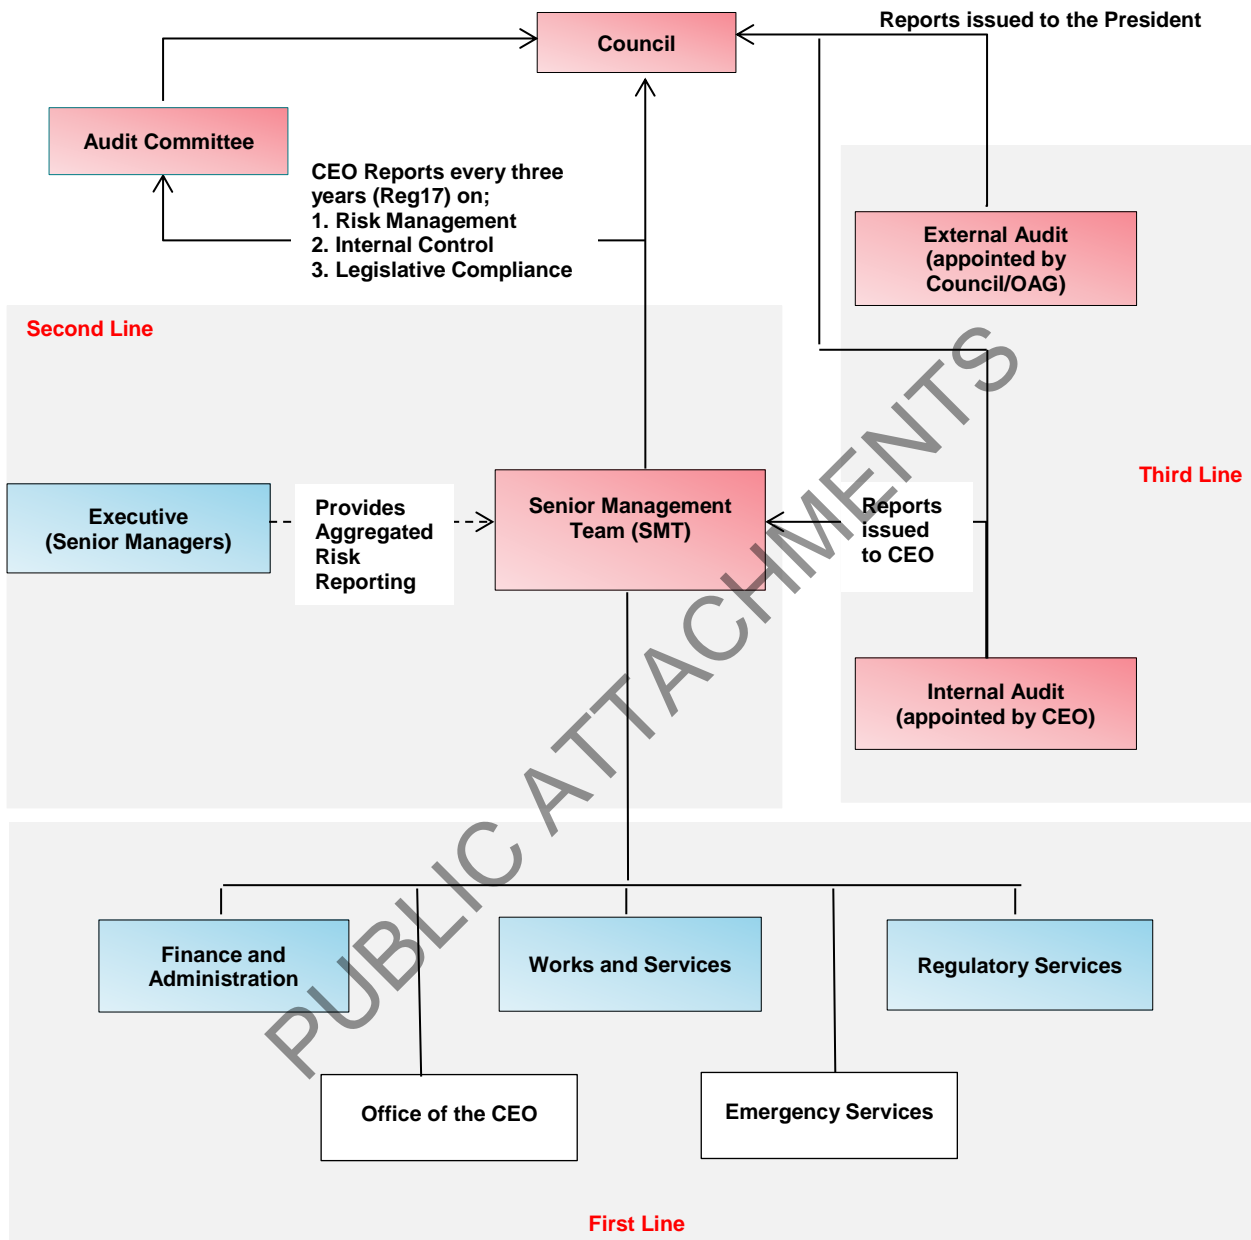 Reports issued to the President
Council
Audit Committee
CEO Reports every three
years (Reg17) on;
1. Risk Management
2. Internal Control
3. Legislative Compliance
External Audit
(appointed by
Council/OAG)
Second Line
Third Line
Executive
(Senior Managers)
Provides
Aggregated
Risk
Reporting
Senior Management
Team (SMT)
Reports
issued
to CEO
Internal Audit
(appointed by CEO)
PUBLIC ATTACHMENTS
Finance and
Administration
Works and Services
Regulatory Services
Office of the CEO
Emergency Services
First Line